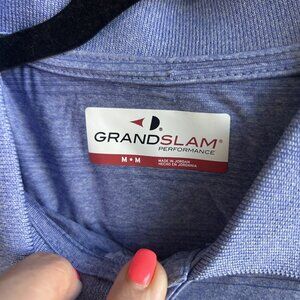 GRANDSLAM®
PERFORMANCE
M • M
MADE IN JORDAN
HECHO EN JORDANIA